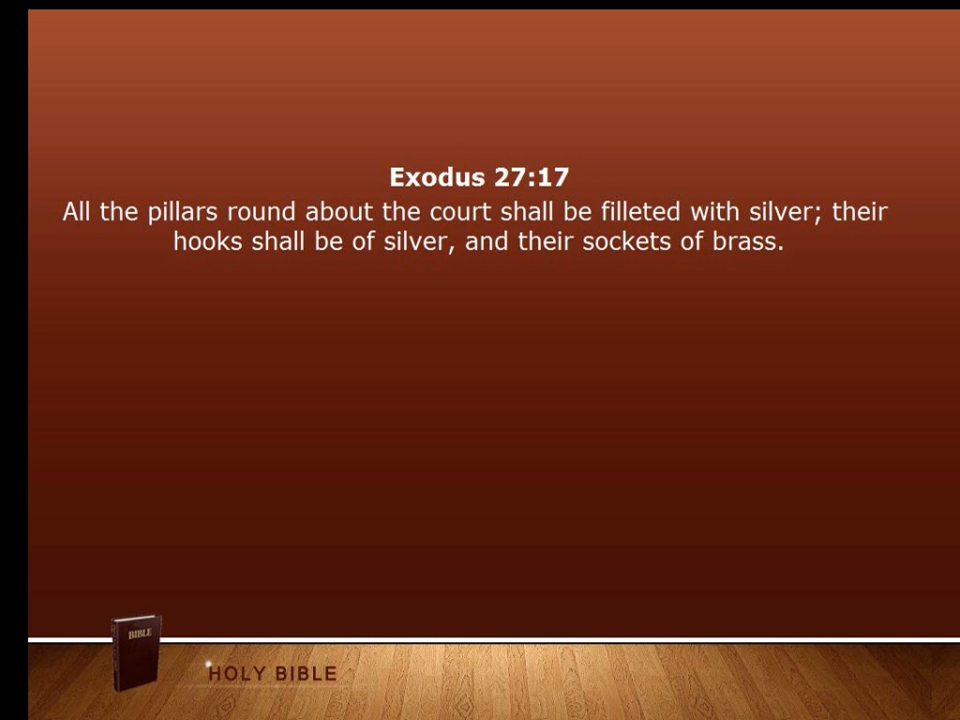 Exodus 27:17
All the pillars round about the court shall be filleted with silver; their
hooks shall be of silver, and their sockets of brass.
BIBLE
HOLY BIBLE